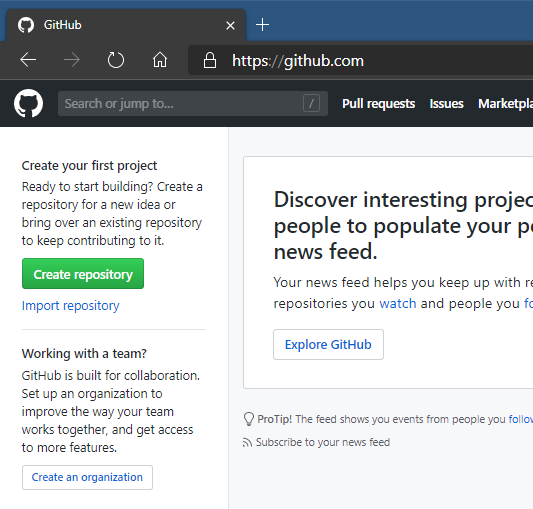 GitHub
https://github.com
Search or jump to... /
Pull requests Issues
Create your first project
Ready to start building? Create a
repository for a new idea or
bring over an existing repository
to keep contributing to it.
Create repository
Import repository
Working with a team?
GitHub is built for collaboration.
Set up an organization to
improve the way your team
works together, and get access
to more features.
Create an organization
Discover interesting
people to populate your
news feed.
Your news feed helps you keep up with
repositories you watch and people you
Explore GitHub
ProTip! The feed shows you events from people you
Subscribe to your news feed